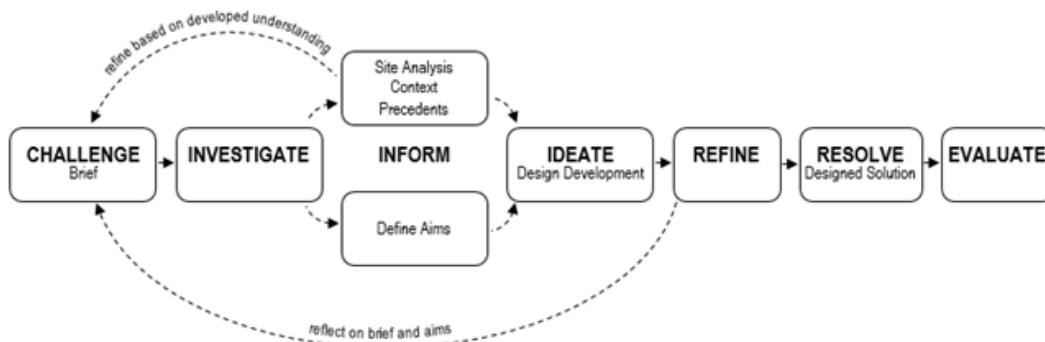 refine based on developed understanding
Site Analysis
Context
Precedents
CHALLENGE
Brief
INVESTIGATE
INFORM
IDEATE
Design Development
REFINE
RESOLVE
Designed Solution
EVALUATE
Define Aims
reflect on brief and aims